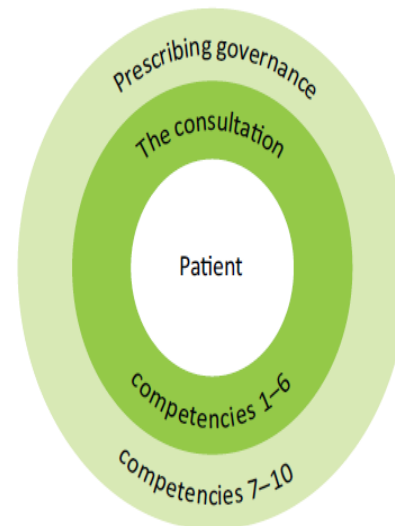 Prescribing governance
The consultation
Patient
competencies 1–6
competencies 7–10